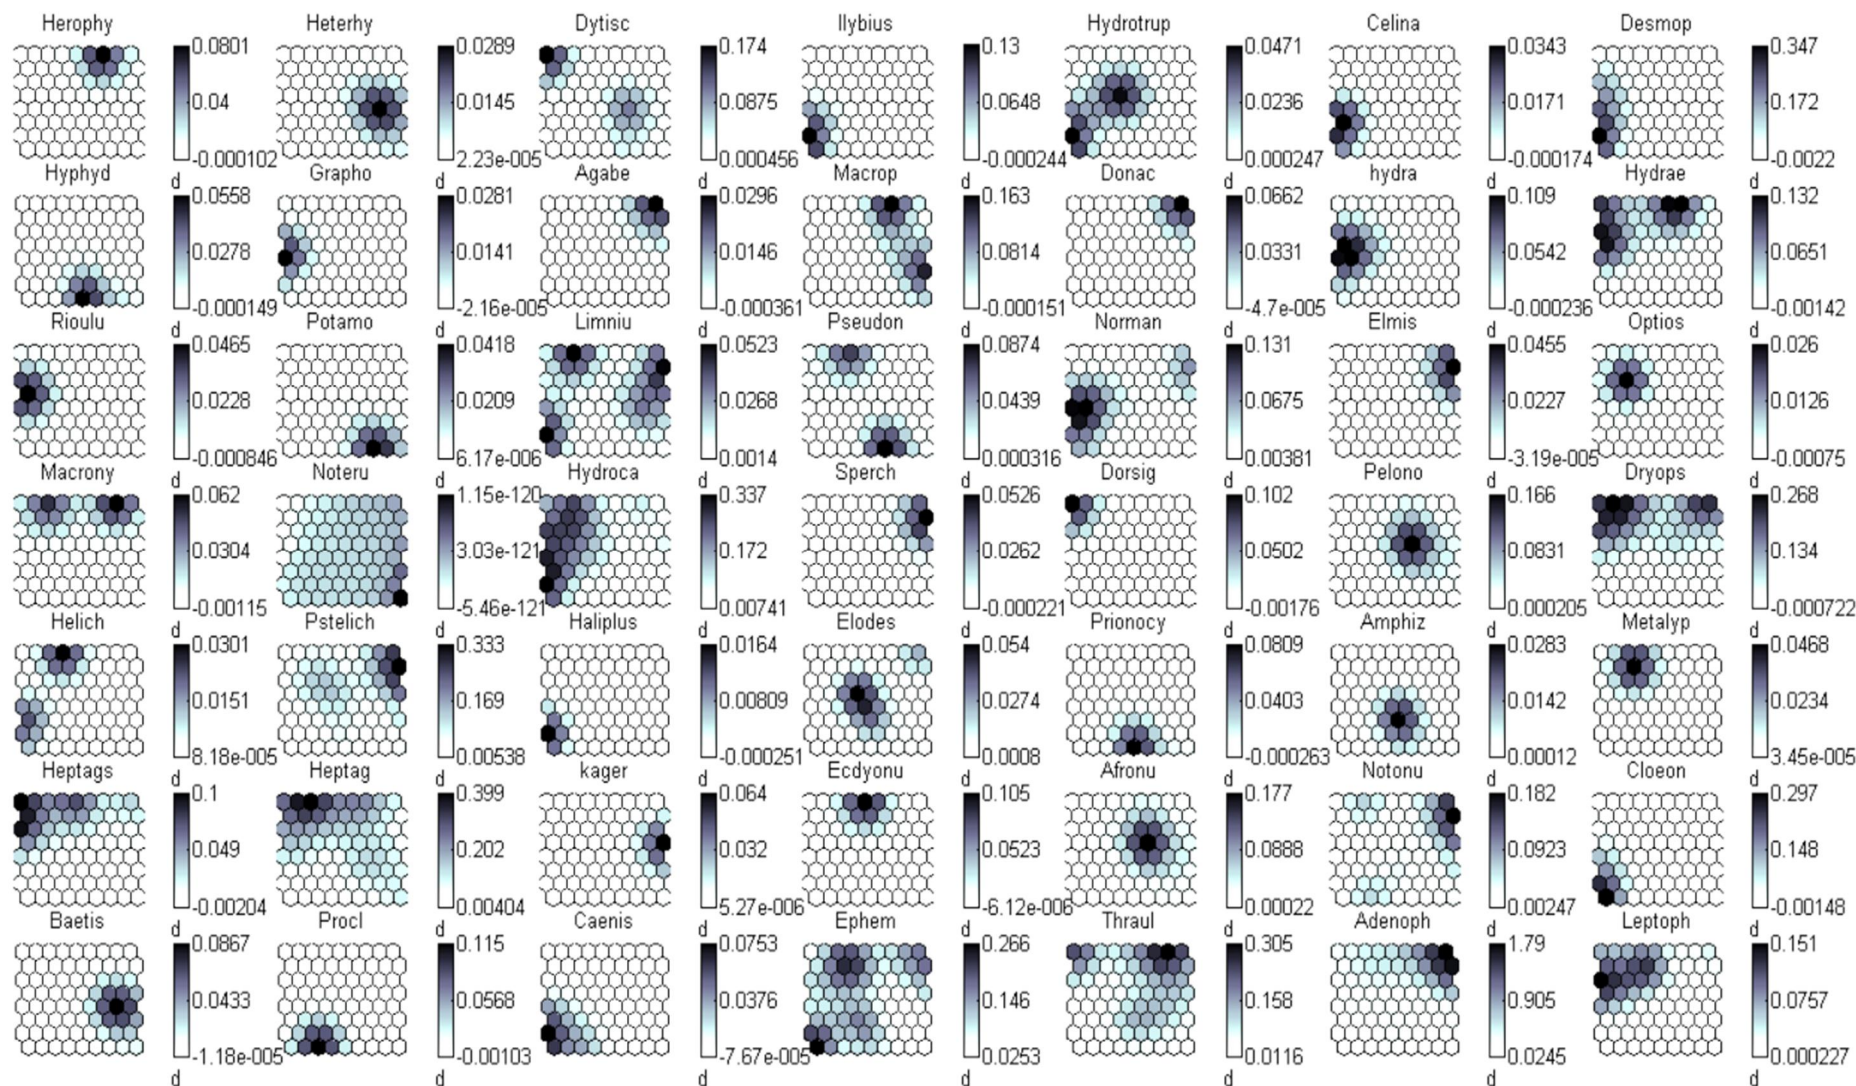 Herophy Heterhy Dytisc Ilybius Hydrotrup Celina Desmop
0.0801 0.0289 0.174 0.13 0.0471 0.0343 0.347
0.04 0.0145 0.0875 0.0648 0.0236 0.0171 0.172
-0.000102 2.23e-005 0.000456 -0.000244 0.000247 -0.000174 -0.0022
d d d d d d d
Hyphyd Grapho Agabe Macrop Donac hydra Hydrae
0.0558 0.0281 0.0296 0.163 0.0662 0.109 0.132
0.0278 0.0141 0.0146 0.0814 0.0331 0.0542 0.0651
-0.000149 -2.16e-005 -0.000361 -0.000151 -4.7e-005 -0.000236 -0.00142
d d d d d d d
Rioulu Potamo Limniu Pseudon Norman Elmis Optios
0.0465 0.0418 0.0523 0.0874 0.131 0.0455 0.026
0.0228 0.0209 0.0268 0.0439 0.0675 0.0227 0.0126
-0.000846 6.17e-006 0.0014 0.000316 0.00381 -3.19e-005 -0.00075
d d d d d d d
Macrony Noteru Hydroca Sperch Dorsig Pelono Dryops
0.062 1.15e-120 0.337 0.0526 0.102 0.166 0.268
0.0304 3.03e-121 0.172 0.0262 0.0502 0.0831 0.134
-0.00115 -5.46e-121 0.00741 -0.000221 -0.00176 0.000205 -0.000722
d d d d d d d
Helich Pstelich Haliplus Elodes Prionocy Amphiz Metalyp
0.0301 0.333 0.0164 0.054 0.0809 0.0283 0.0468
0.0151 0.169 0.00809 0.0274 0.0403 0.0142 0.0234
8.18e-005 0.00538 -0.000251 0.0008 -0.000263 0.00012 3.45e-005
d d d d d d d
Heptags Heptag kager Ecdyonu Afronu Notonu Cloeon
0.1 0.399 0.064 0.105 0.177 0.182 0.297
0.049 0.202 0.032 0.0523 0.0888 0.0923 0.148
-0.00204 0.00404 5.27e-006 -6.12e-006 0.00022 0.00247 -0.00148
d d d d d d d
Baetis Procl Caenis Ephem Thraul Adenoph Leptoph
0.0867 0.115 0.0753 0.266 0.305 1.79 0.151
0.0433 0.0568 0.0376 0.146 0.158 0.905 0.0757
-1.18e-005 -0.00103 -7.67e-005 0.0253 0.0116 0.0245 0.000227
d d d d d d d